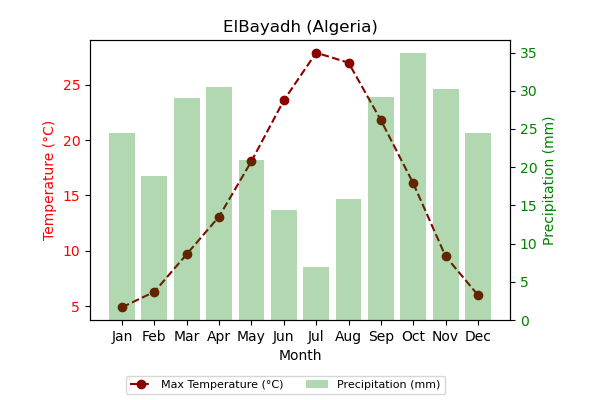 ElBayadh (Algeria)
Temperature (°C)
25
20
15
10
5
Precipitation (mm)
35
30
25
20
15
10
5
0
Jan Feb Mar Apr May Jun Jul Aug Sep Oct Nov Dec
Month
Max Temperature (°C) Precipitation (mm)